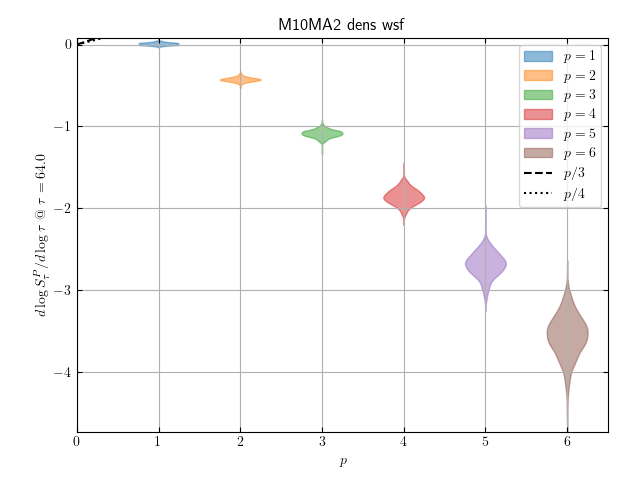 M10MA2 dens wsf
d log S_τ^P / d log τ @ τ = 64.0
0
−1
−2
−3
−4
p = 1
p = 2
p = 3
p = 4
p = 5
p = 6
p/3
p/4
0 1 2 3 4 5 6
p